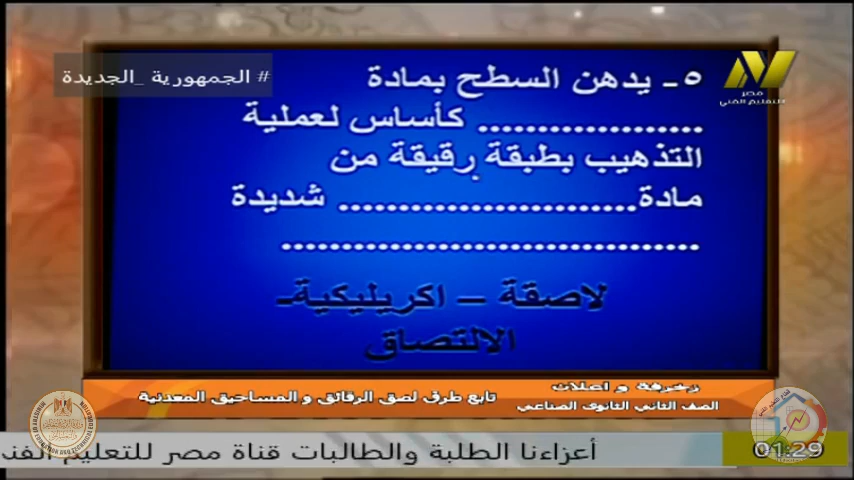 # الجمهورية _الجديدة
مصر
للتعليم الفني
٥- يدهن السطح بمادة
.................... كأساس لعملية
التذهيب بطبقة رقيقة من
مادة.......................... شديدة
....................................
لاصقة – اكريليكية-
الالتصاق
زخرفة و اعلان
الصف الثاني الثانوى الصناعي
تابع طرق لصق الرقائق و المساحيق المعدنية
أعزاءنا الطلبة والطالبات قناة مصر للتعليم الفن
01:29